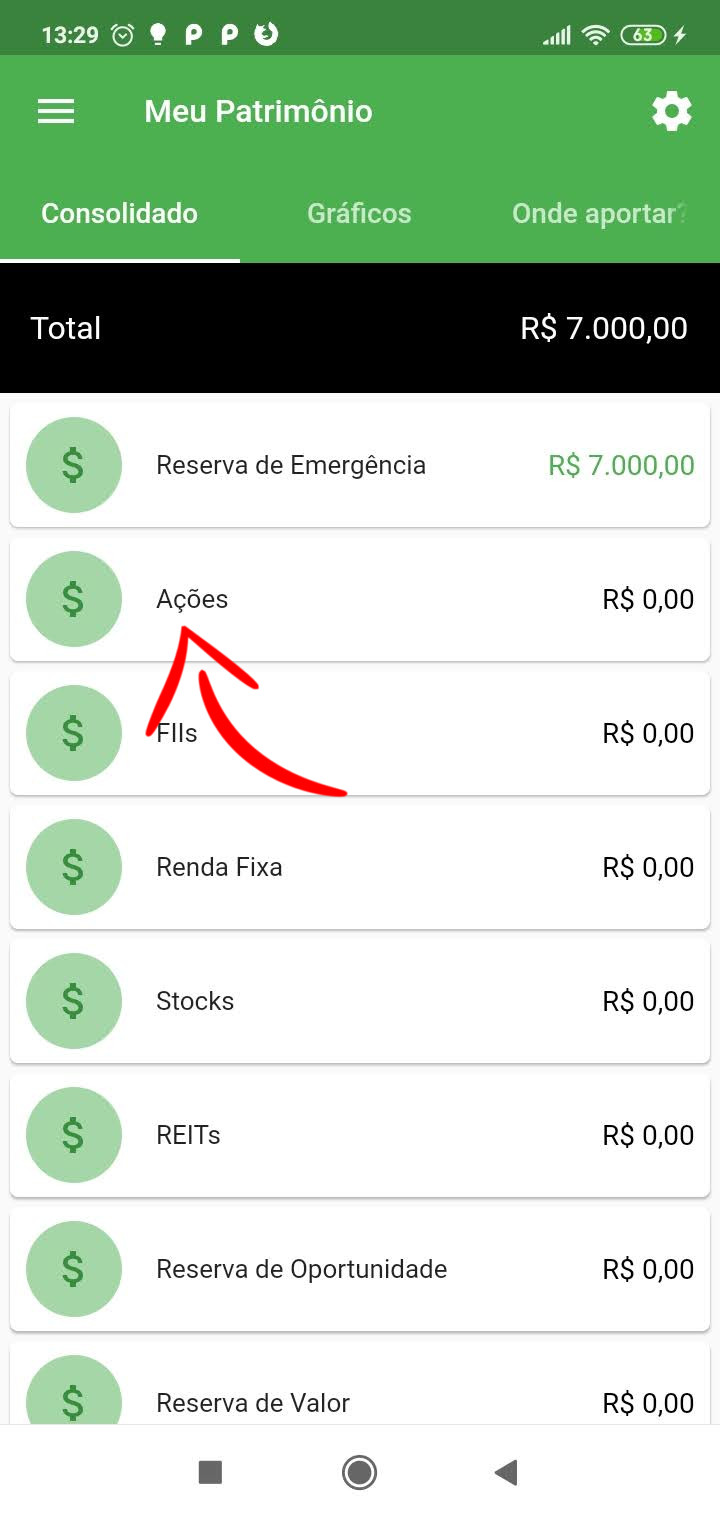 13:29
63
Meu Patrimônio
Consolidado Gráficos Onde aportar?
Total R$ 7.000,00
$ Reserva de Emergência R$ 7.000,00
$ Ações R$ 0,00
$ FIIs R$ 0,00
$ Renda Fixa R$ 0,00
$ Stocks R$ 0,00
$ REITs R$ 0,00
$ Reserva de Oportunidade R$ 0,00
$ Reserva de Valor R$ 0,00